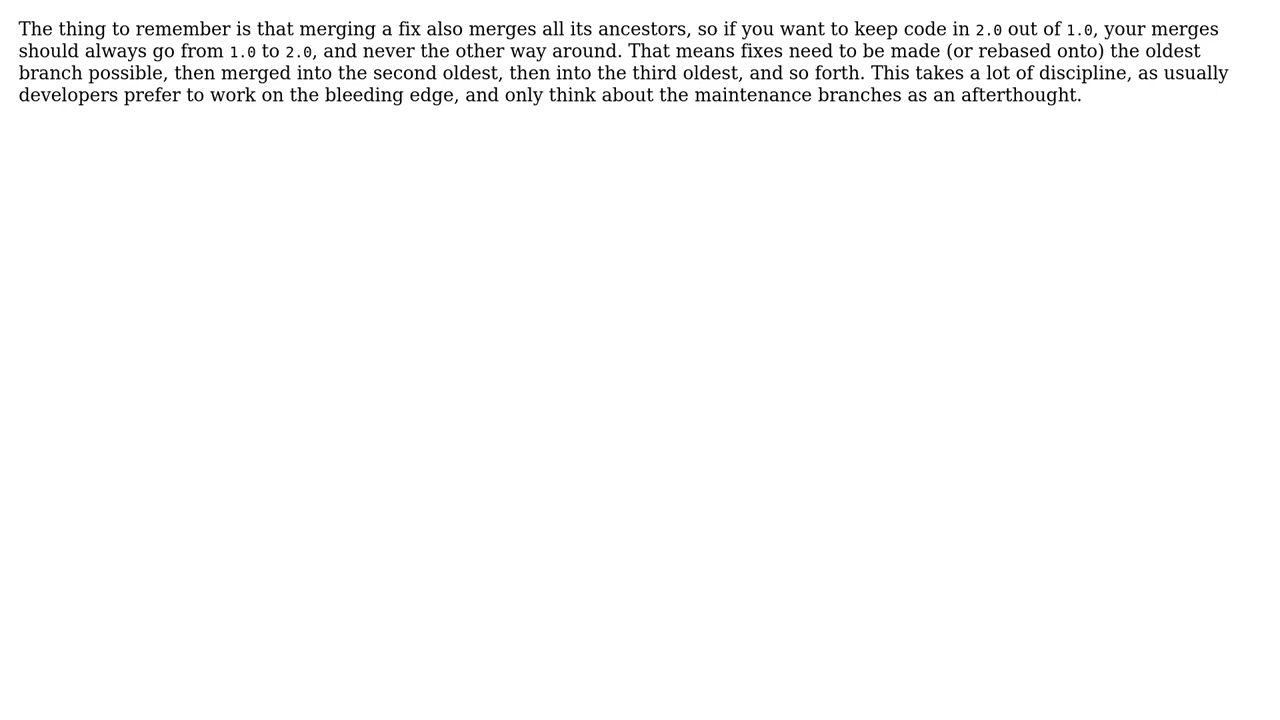 The thing to remember is that merging a fix also merges all its ancestors, so if you want to keep code in 2.0 out of 1.0, your merges
should always go from 1.0 to 2.0, and never the other way around. That means fixes need to be made (or rebased onto) the oldest
branch possible, then merged into the second oldest, then into the third oldest, and so forth. This takes a lot of discipline, as usually
developers prefer to work on the bleeding edge, and only think about the maintenance branches as an afterthought.